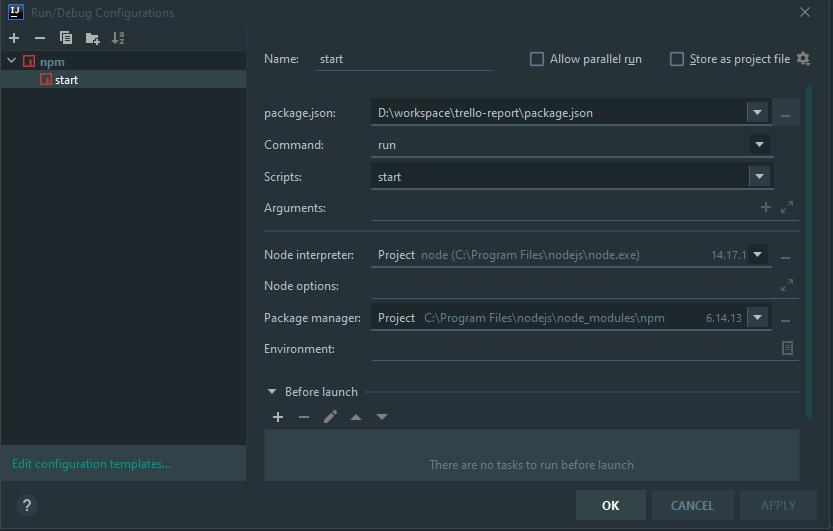 IJ Run/Debug Configurations
npm
start
Edit configuration templates...
Name: start Allow parallel run Store as project file
package.json: D:\workspace\trello-report\package.json ...
Command: run
Scripts: start
Arguments:
Node interpreter: Project node (C:\Program Files\nodejs\node.exe) 14.17.1 ...
Node options:
Package manager: Project C:\Program Files\nodejs\node_modules\npm 6.14.13 ...
Environment:
Before launch
There are no tasks to run before launch
? OK CANCEL APPLY